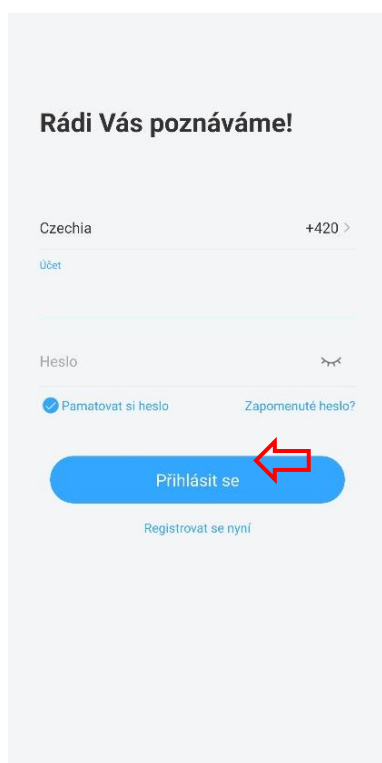 Rádi Vás poznáváme!
Czechia +420
Účet
Heslo
Pamatovat si heslo Zapomenuté heslo?
Přihlásit se
Registrovat se nyní